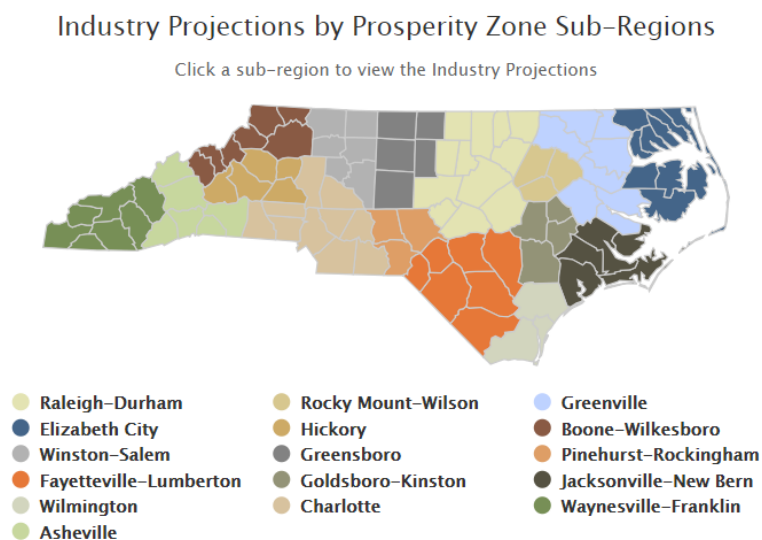 Industry Projections by Prosperity Zone Sub-Regions
Click a sub-region to view the Industry Projections
Raleigh-Durham
Rocky Mount-Wilson
Greenville
Elizabeth City
Hickory
Boone-Wilkesboro
Winston-Salem
Greensboro
Pinehurst-Rockingham
Fayetteville-Lumberton
Goldsboro-Kinston
Jacksonville-New Bern
Wilmington
Charlotte
Waynesville-Franklin
Asheville